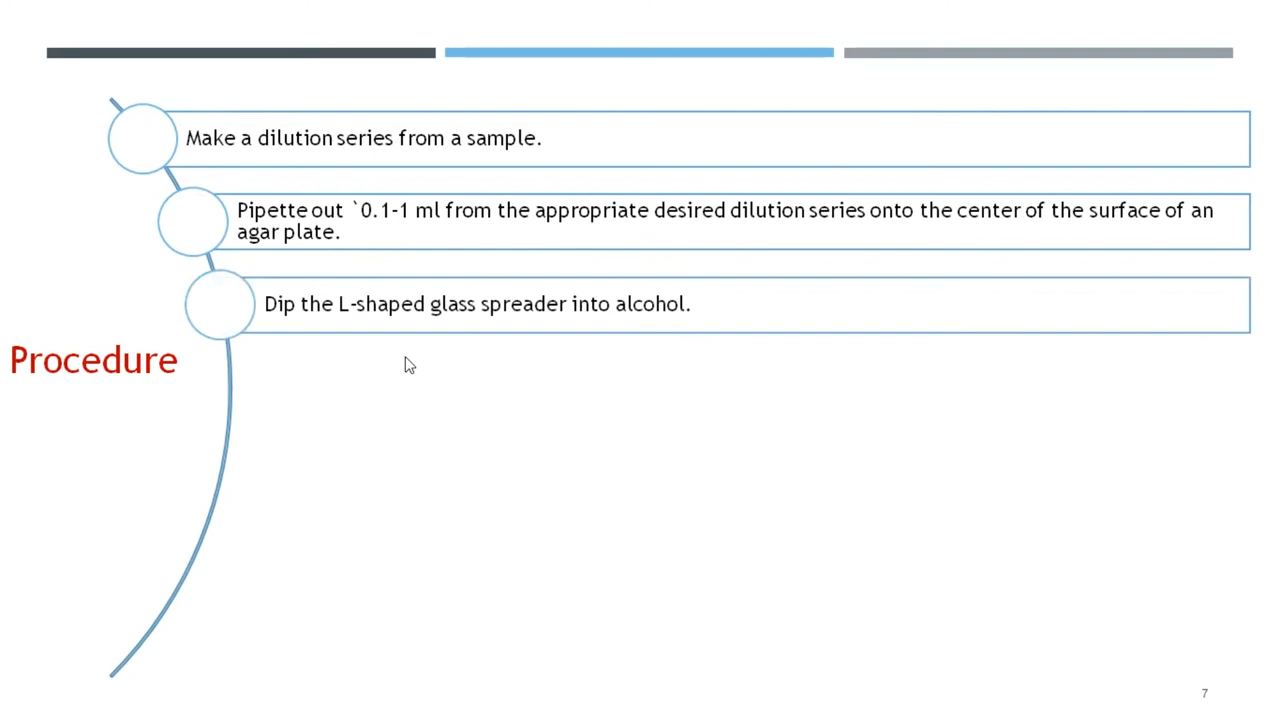 Make a dilution series from a sample.
Pipette out `0.1-1 ml from the appropriate desired dilution series onto the center of the surface of an
agar plate.
Dip the L-shaped glass spreader into alcohol.
Procedure
7